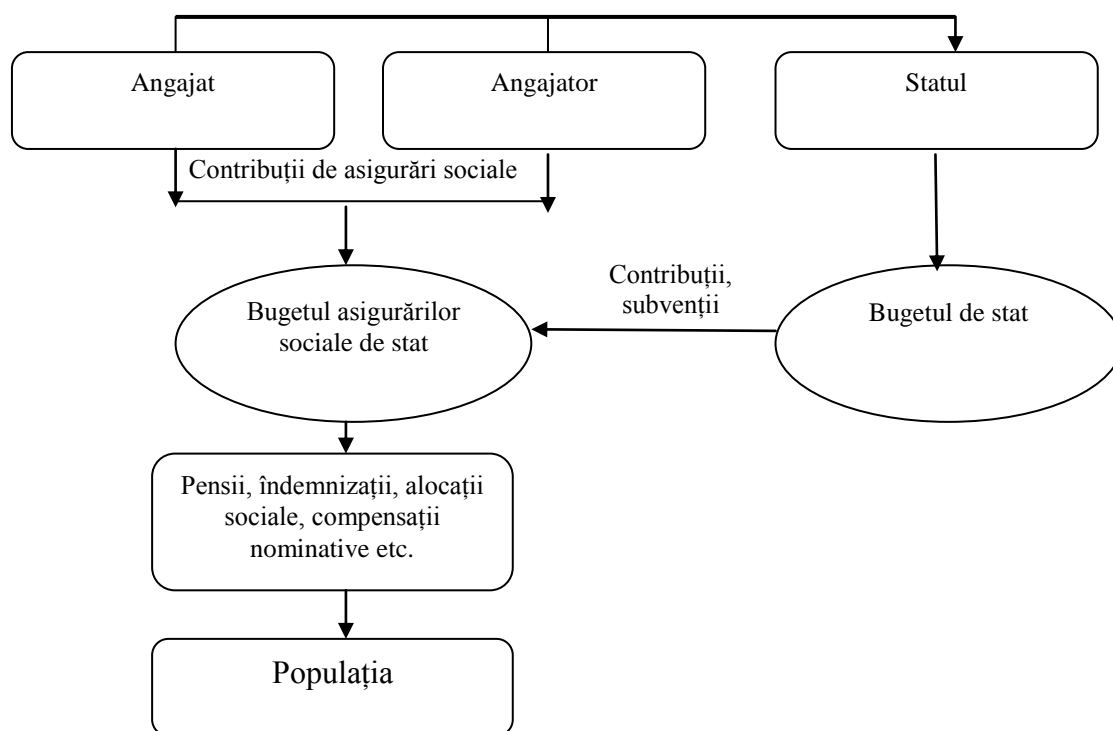 Angajat
Angajator
Statul
Contribuții de asigurări sociale
Contribuții,
subvenții
Bugetul asigurărilor
sociale de stat
Bugetul de stat
Pensii, îndemnizații, alocații
sociale, compensații
nominative etc.
Populația